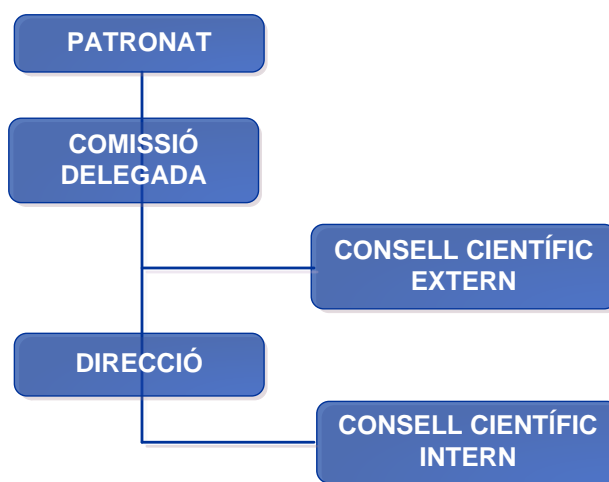 PATRONAT
COMISSIÓ
DELEGADA
CONSELL CIENTÍFIC
EXTERN
DIRECCIÓ
CONSELL CIENTÍFIC
INTERN